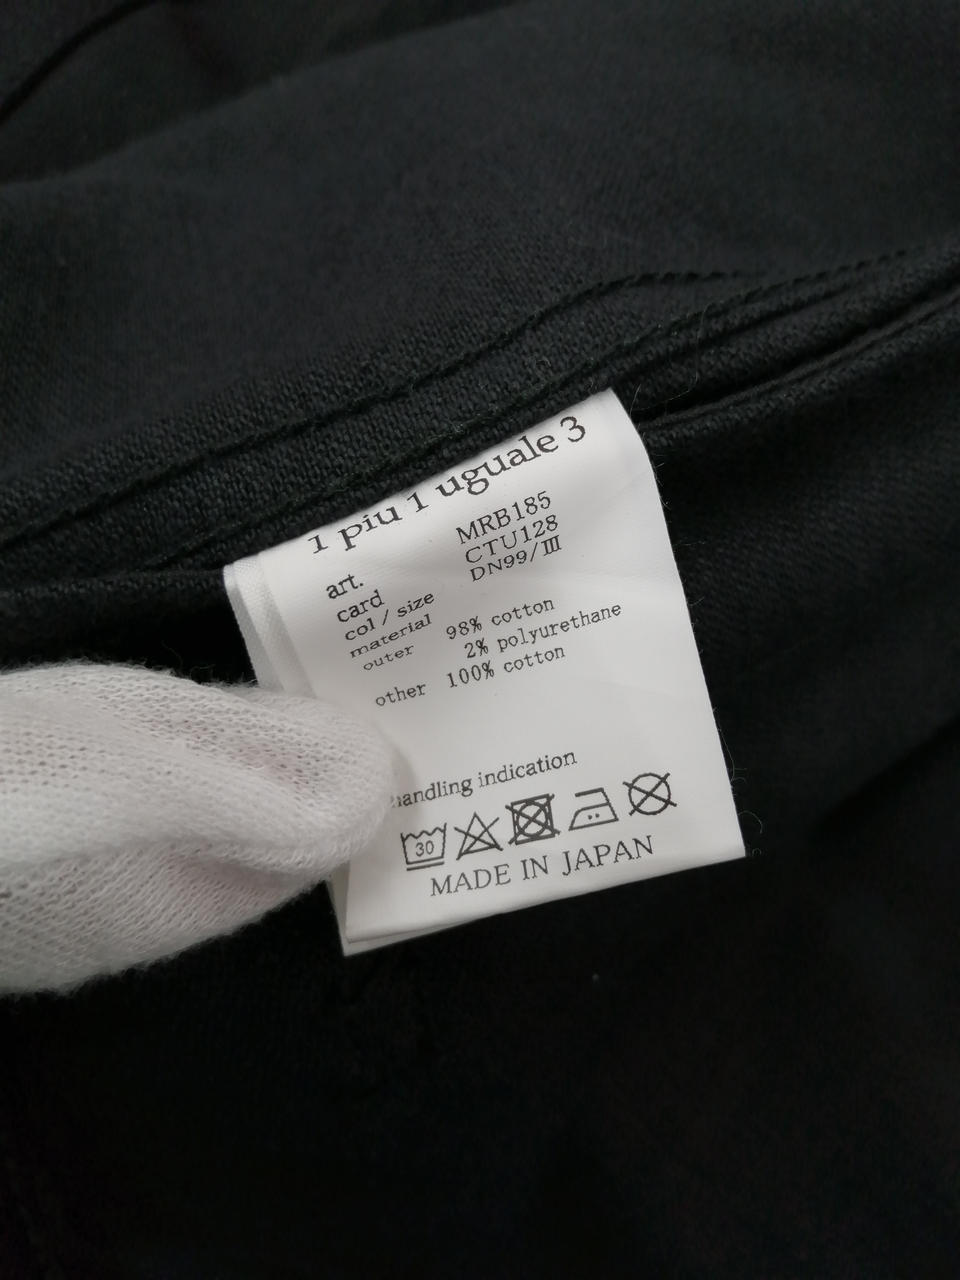 1 piu 1 uguale 3
art. MRB185
card CTU128
col / size DN99/Ⅲ
material
outer 98% cotton
2% polyurethane
other 100% cotton
handling indication
30
MADE IN JAPAN